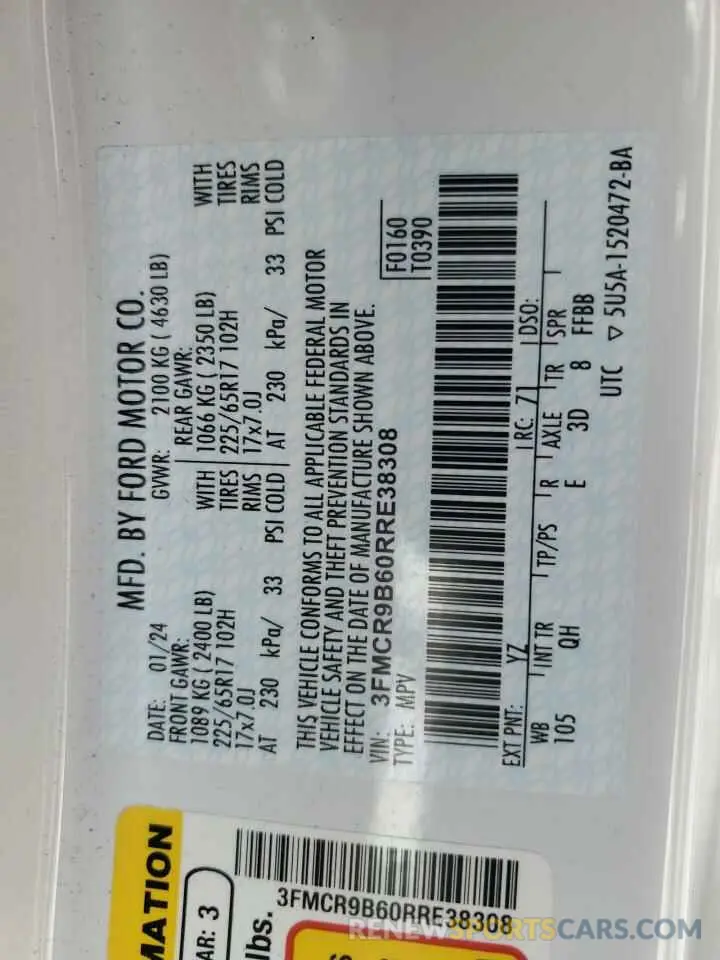 MFD. BY FORD MOTOR CO.
DATE: 01/24 GVWR: 2100 KG ( 4630 LB)
FRONT GAWR: REAR GAWR:
1089 KG ( 2400 LB) WITH 1066 KG ( 2350 LB) WITH
225/65R17 102H TIRES 225/65R17 102H TIRES
17x7.0J RIMS 17x7.0J RIMS
AT 230 kPa/ 33 PSI COLD AT 230 kPa/ 33 PSI COLD
THIS VEHICLE CONFORMS TO ALL APPLICABLE FEDERAL MOTOR
VEHICLE SAFETY AND THEFT PREVENTION STANDARDS IN
EFFECT ON THE DATE OF MANUFACTURE SHOWN ABOVE.
VIN: 3FMCR9B60RRE38308 F0160
TYPE: MPV T0390
EXT PNT: YZ RC: 71 DSO:
WB INT TR TP/PS R AXLE TR SPR
105 QH E 3D 8 FFBB
UTC ▽ 5U5A-1520472-BA
MATION
AR: 3
lbs.
3FMCR9B60RRE38308
RENEWSPORTSCARS.COM